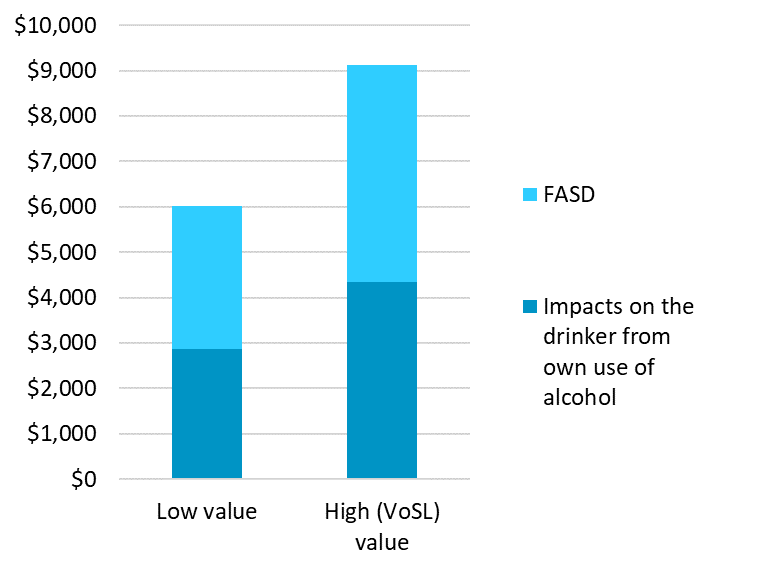 $10,000
$9,000
$8,000
$7,000
$6,000
$5,000
$4,000
$3,000
$2,000
$1,000
$0
Low value
High (VoSL)
value
FASD
Impacts on the
drinker from
own use of
alcohol